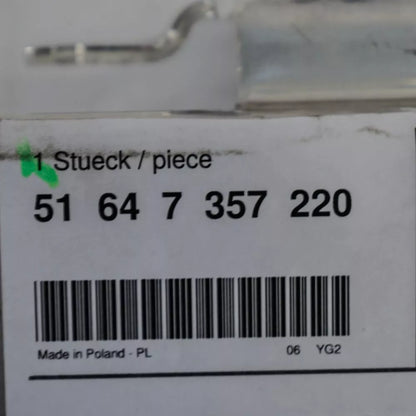 1 Stueck / piece
51 64 7 357 220
Made in Poland - PL 06 YG2